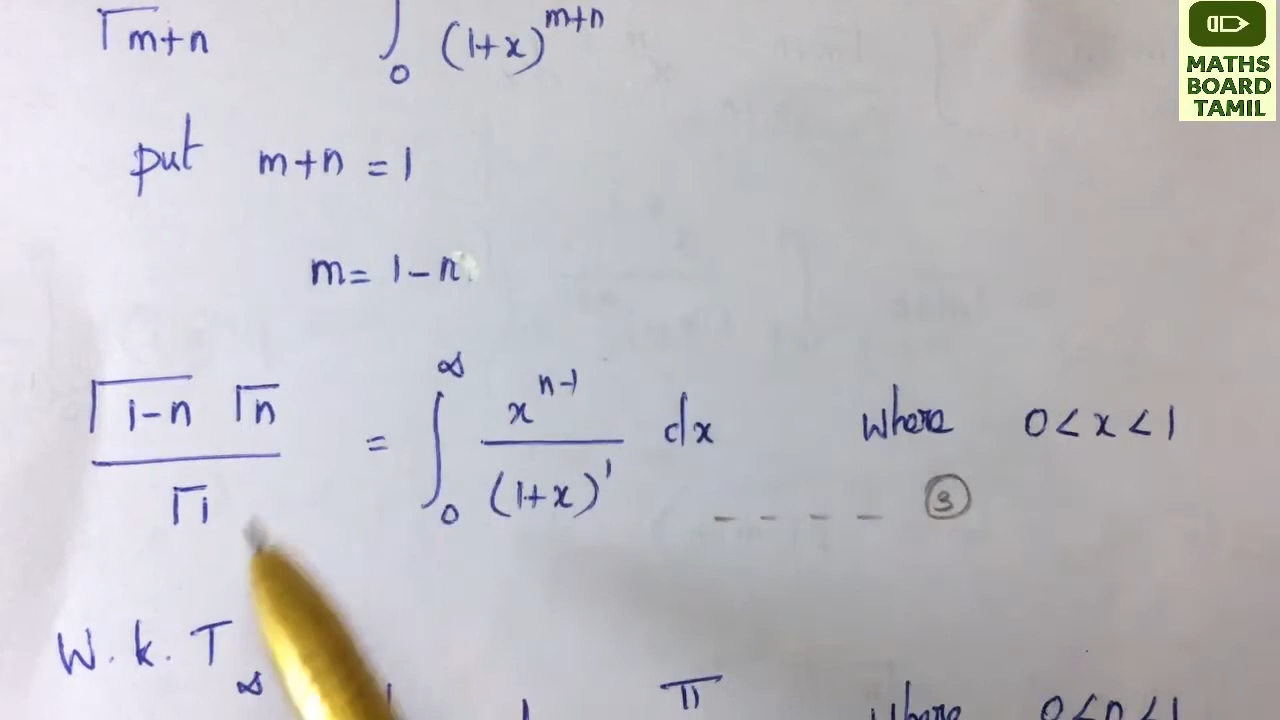 Γm+n ∫₀ (1+x)^{m+n}
MATHS
BOARD
TAMIL
put m+n = 1
m = 1-n
Γ1-n Γn / Γ1 = ∫₀^∞ x^{n-1} / (1+x)^1 dx where 0<x<1
---- ③
W.k.T
∞ π where 0<n<1